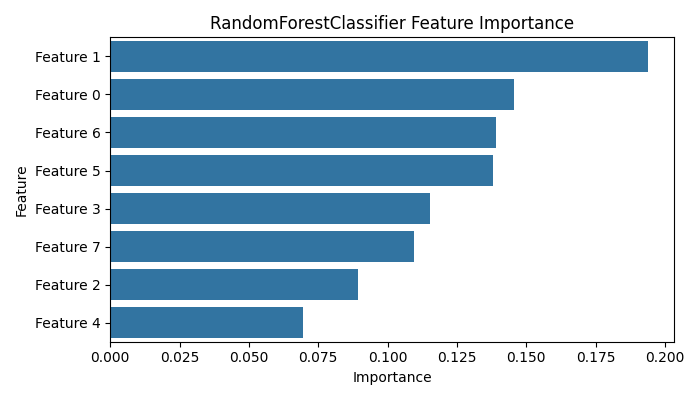 RandomForestClassifier Feature Importance
Feature 1
Feature 0
Feature 6
Feature 5
Feature 3
Feature 7
Feature 2
Feature 4
Feature
0.000 0.025 0.050 0.075 0.100 0.125 0.150 0.175 0.200
Importance